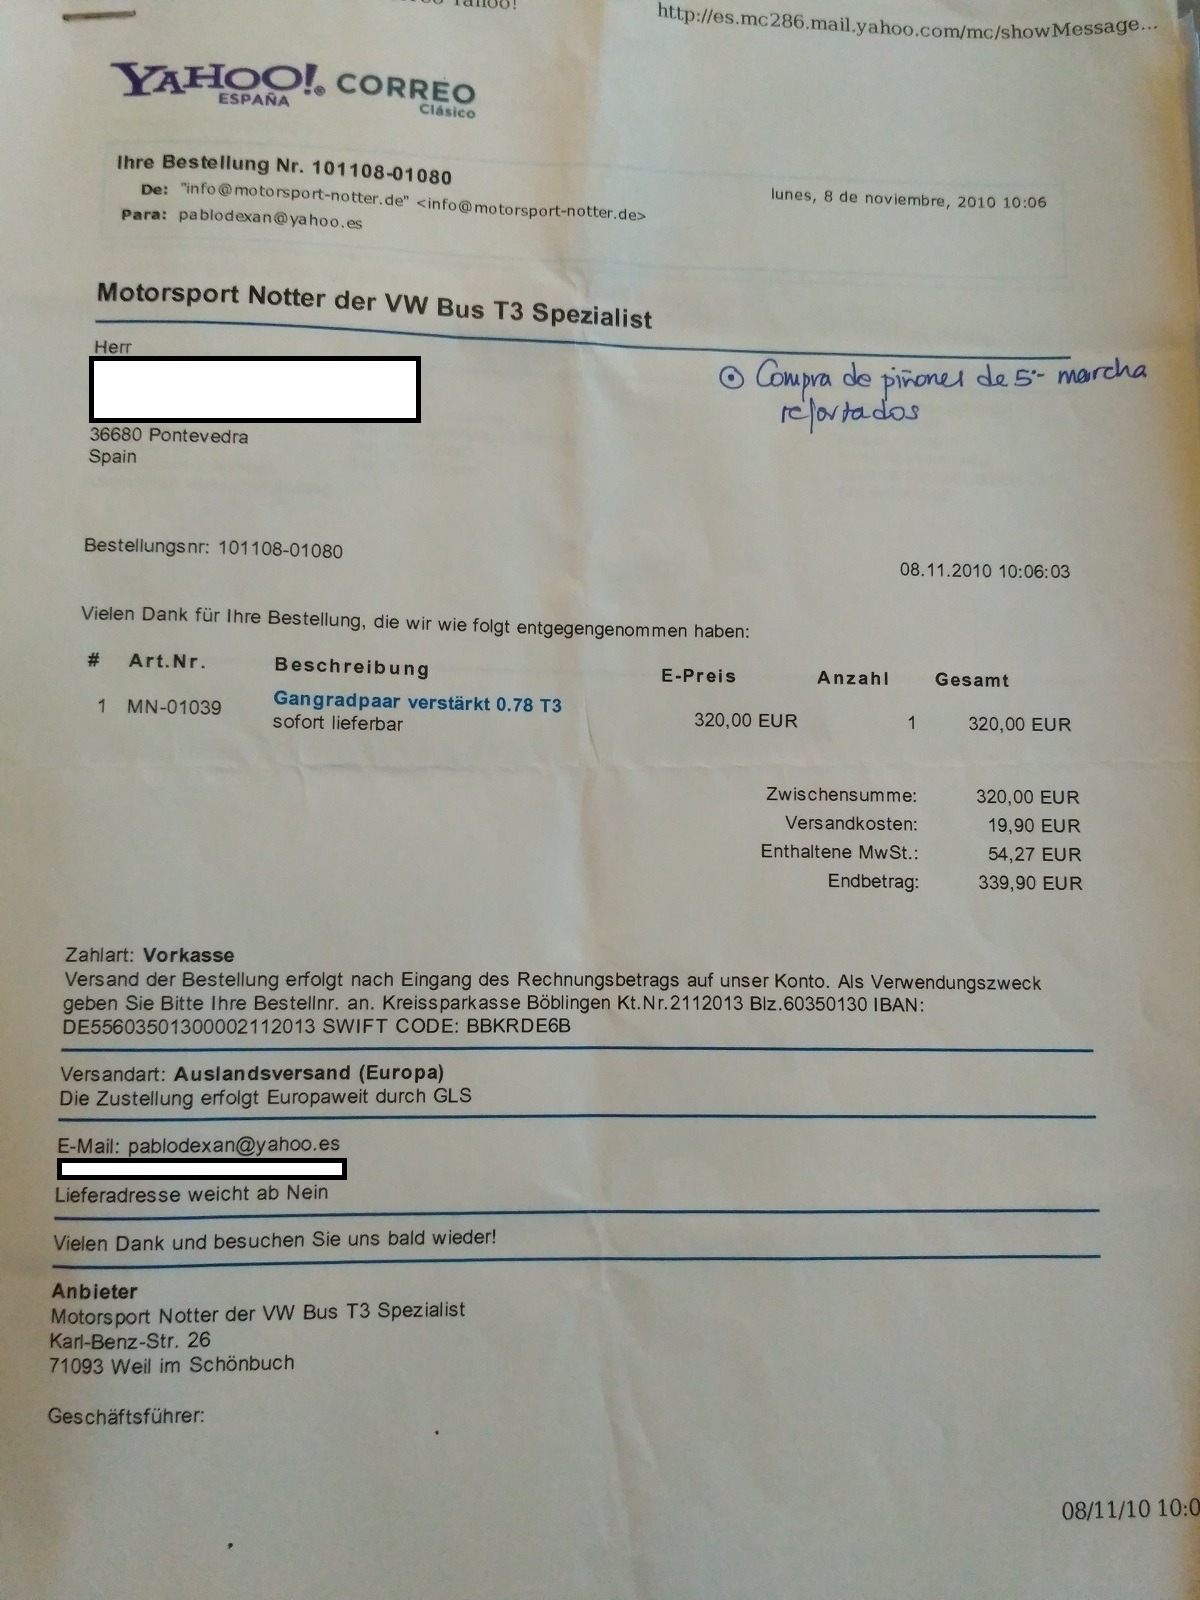 Yahoo!
http://es.mc286.mail.yahoo.com/mc/showMessage...
YAHOO! CORREO
ESPAÑA Clásico
Ihre Bestellung Nr. 101108-01080
De: "info@motorsport-notter.de" <info@motorsport-notter.de>
lunes, 8 de noviembre, 2010 10:06
Para: pablodexan@yahoo.es
Motorsport Notter der VW Bus T3 Spezialist
Herr
36680 Pontevedra
Spain
Compra de piñones de 5ª marcha
reforzados
Bestellungsnr: 101108-01080
08.11.2010 10:06:03
Vielen Dank für Ihre Bestellung, die wir wie folgt entgegengenommen haben:
# Art.Nr. Beschreibung E-Preis Anzahl Gesamt
1 MN-01039 Gangradpaar verstärkt 0.78 T3
sofort lieferbar 320,00 EUR 1 320,00 EUR
Zwischensumme: 320,00 EUR
Versandkosten: 19,90 EUR
Enthaltene MwSt.: 54,27 EUR
Endbetrag: 339,90 EUR
Zahlart: Vorkasse
Versand der Bestellung erfolgt nach Eingang des Rechnungsbetrags auf unser Konto. Als Verwendungszweck
geben Sie Bitte Ihre Bestellnr. an. Kreissparkasse Böblingen Kt.Nr.2112013 Blz.60350130 IBAN:
DE55603501300002112013 SWIFT CODE: BBKRDE6B
Versandart: Auslandsversand (Europa)
Die Zustellung erfolgt Europaweit durch GLS
E-Mail: pablodexan@yahoo.es
Lieferadresse weicht ab Nein
Vielen Dank und besuchen Sie uns bald wieder!
Anbieter
Motorsport Notter der VW Bus T3 Spezialist
Karl-Benz-Str. 26
71093 Weil im Schönbuch
Geschäftsführer:
08/11/10 10:0